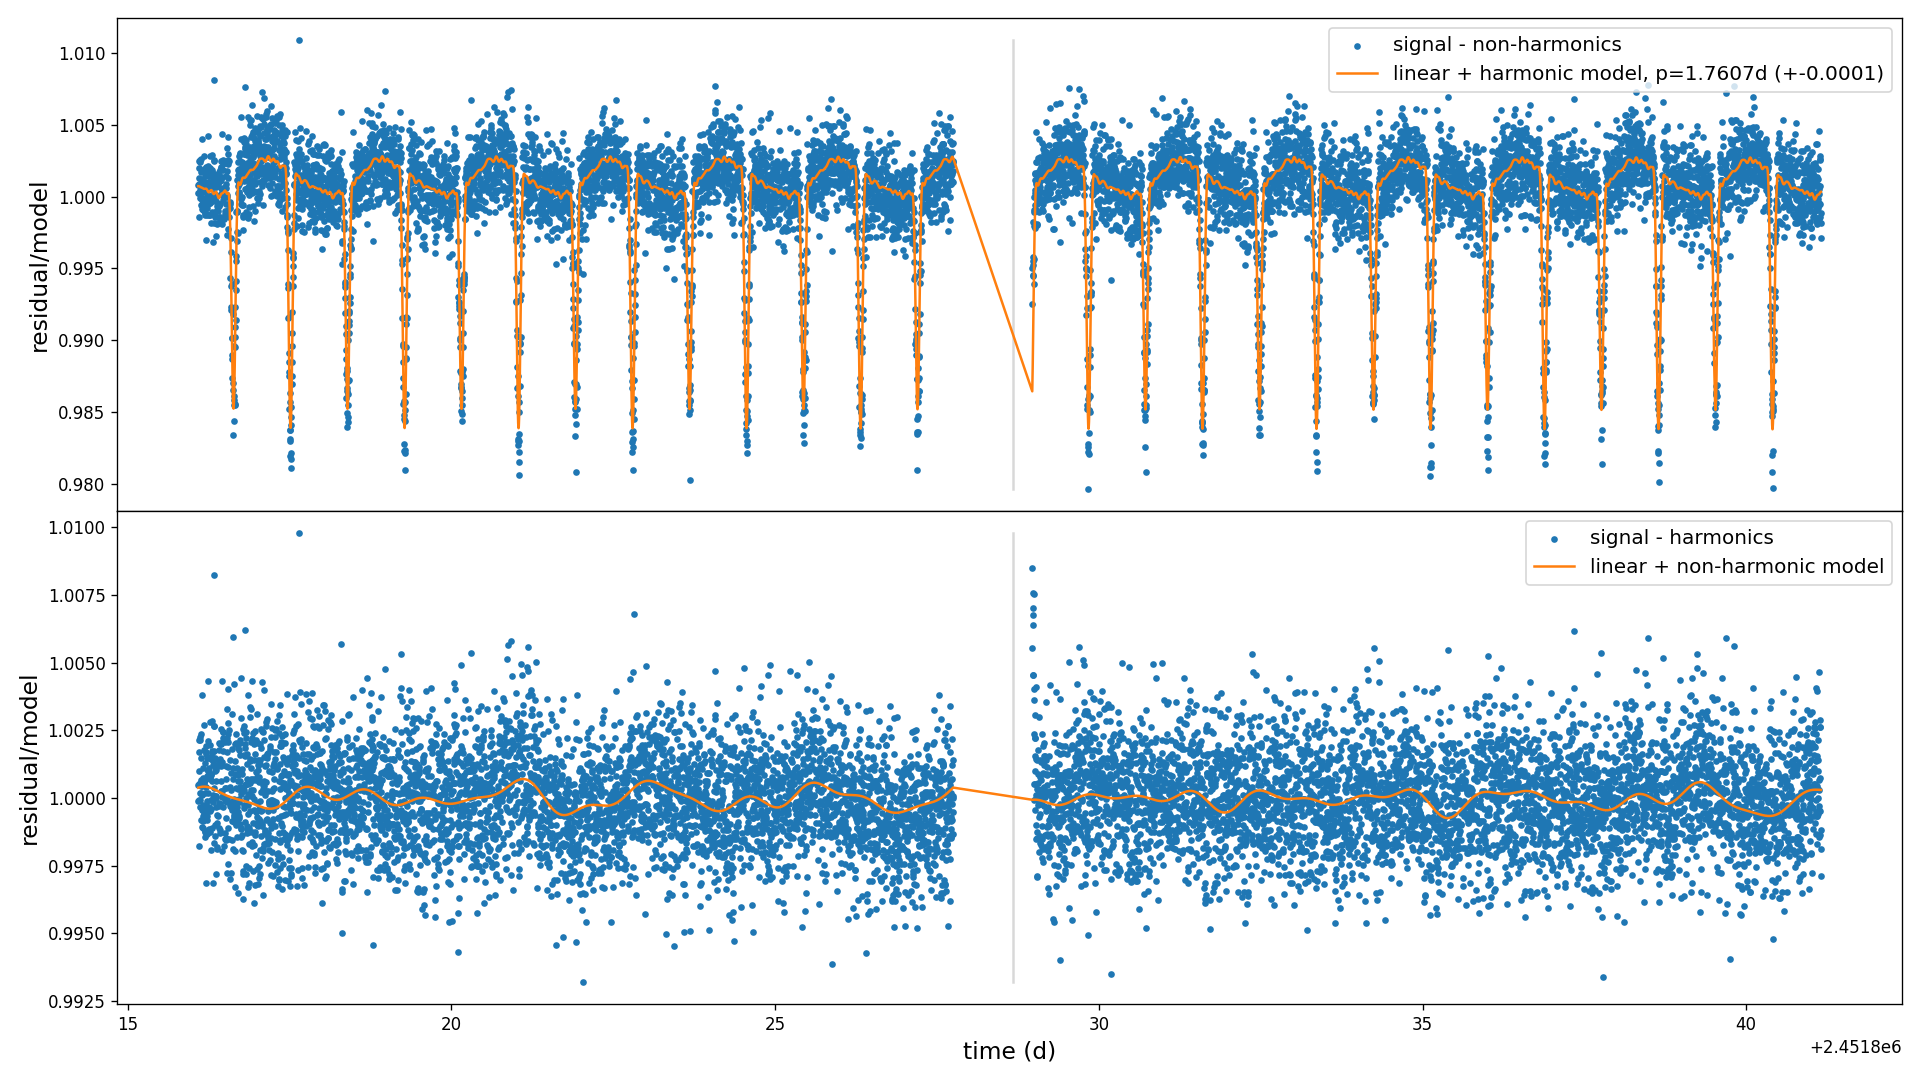 signal - non-harmonics
linear + harmonic model, p=1.7607d (+-0.0001)
1.010
1.005
1.000
0.995
0.990
0.985
0.980
residual/model
signal - harmonics
linear + non-harmonic model
1.0100
1.0075
1.0050
1.0025
1.0000
0.9975
0.9950
0.9925
residual/model
15
20
25
30
35
40
time (d)
+2.4518e6